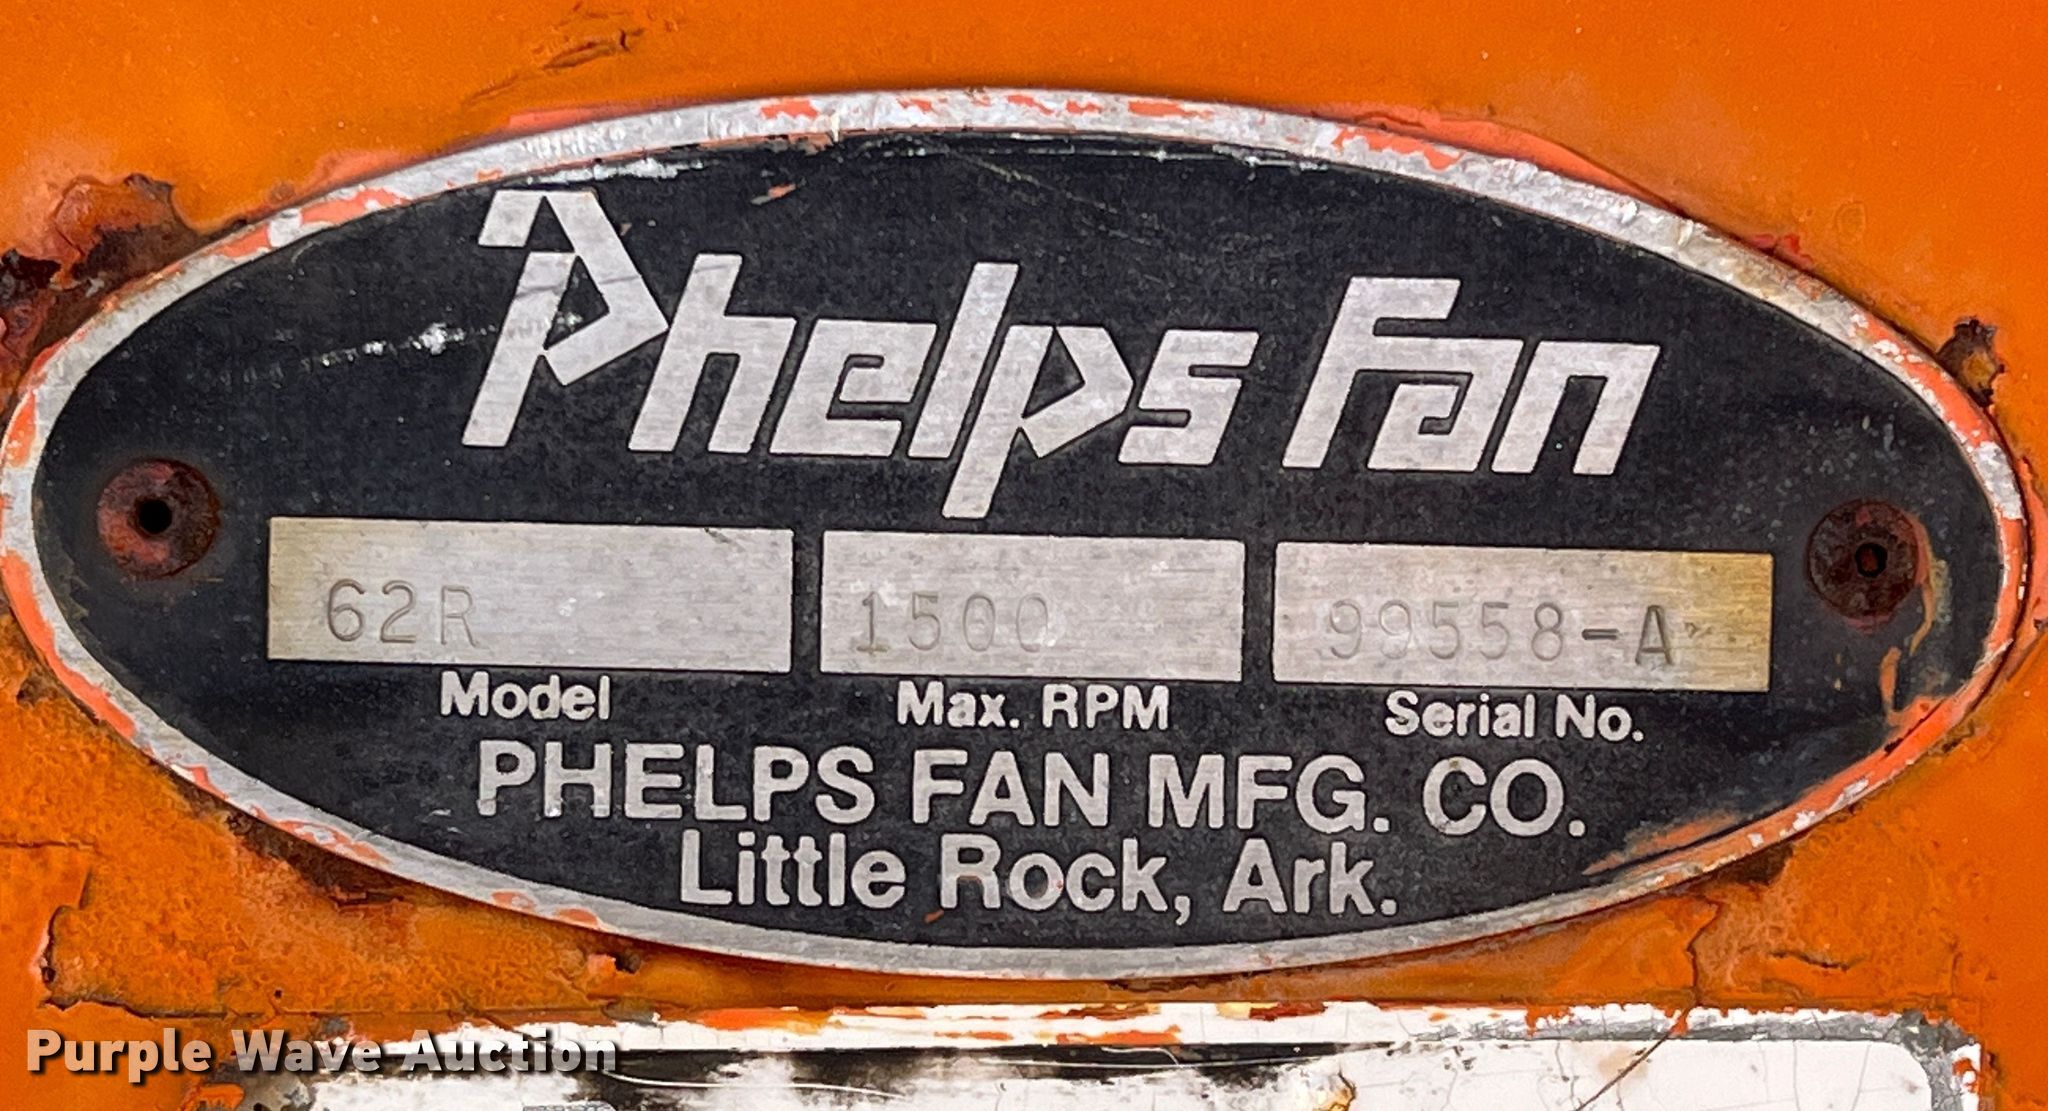 Phelps Fan
62R 1500 99558-A
Model Max. RPM Serial No.
PHELPS FAN MFG. CO.
Little Rock, Ark.
Purple Wave Auction